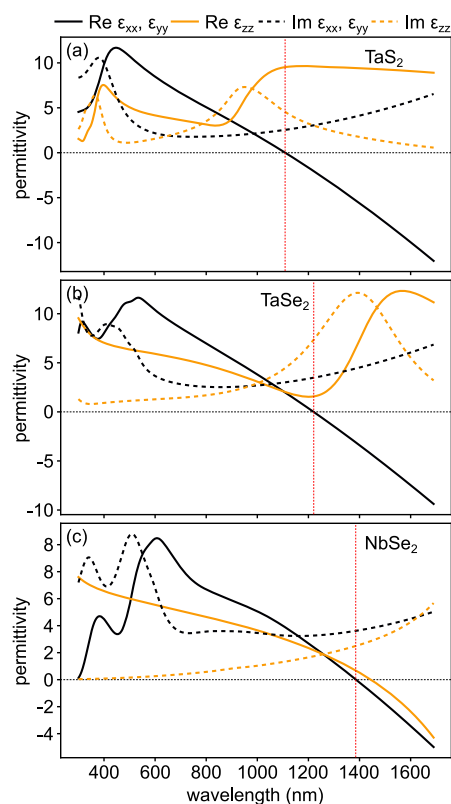 Re εxx, εyy Re εzz Im εxx, εyy Im εzz
(a) TaS2
10
5
0
−5
−10
permittivity
(b) TaSe2
10
5
0
−5
−10
permittivity
(c) NbSe2
8
6
4
2
0
−2
−4
permittivity
400 600 800 1000 1200 1400 1600
wavelength (nm)